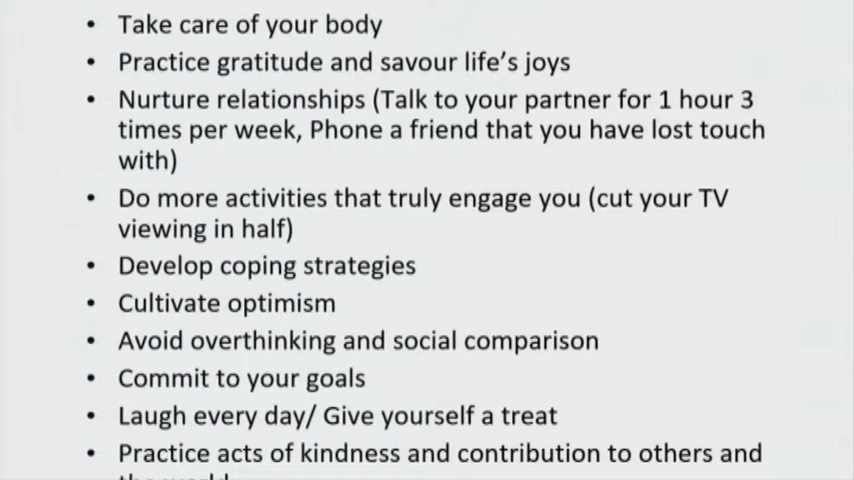 • Take care of your body
• Practice gratitude and savour life's joys
• Nurture relationships (Talk to your partner for 1 hour 3
times per week, Phone a friend that you have lost touch
with)
• Do more activities that truly engage you (cut your TV
viewing in half)
• Develop coping strategies
• Cultivate optimism
• Avoid overthinking and social comparison
• Commit to your goals
• Laugh every day/ Give yourself a treat
• Practice acts of kindness and contribution to others and
the world